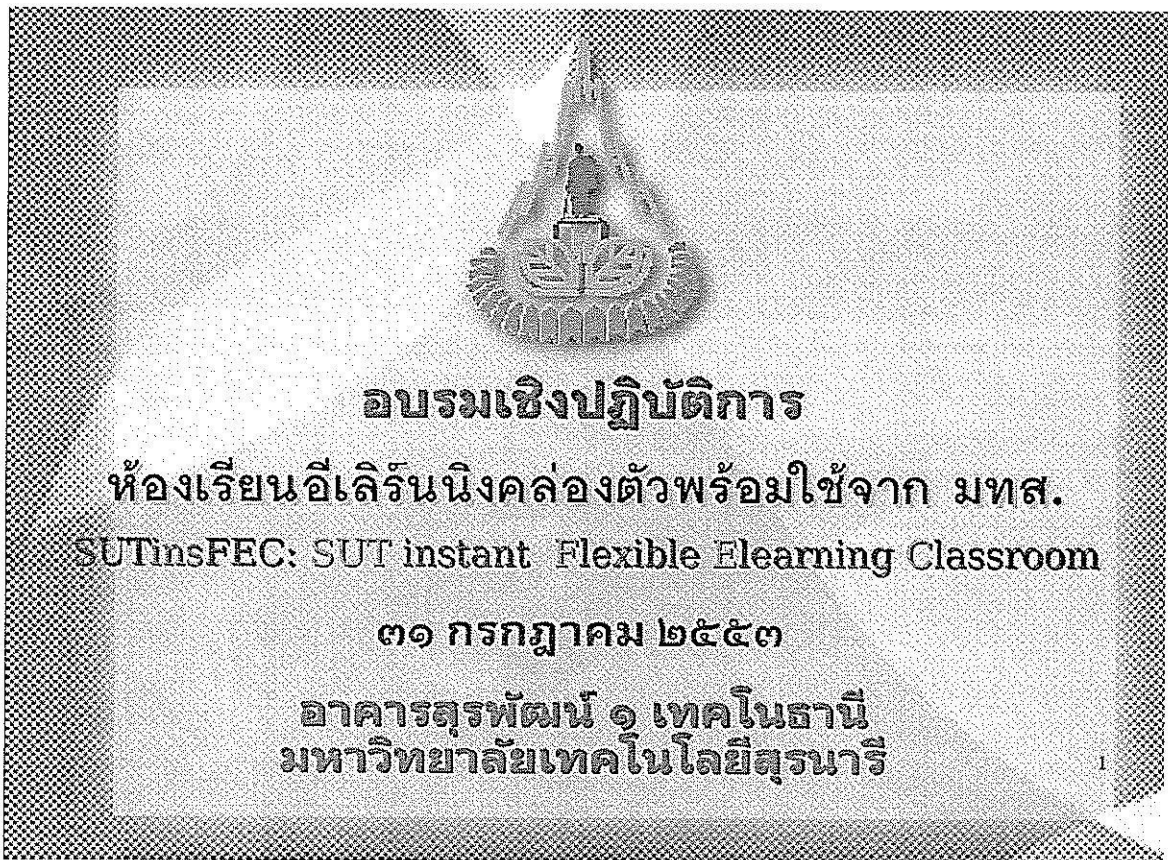 อบรมเชิงปฏิบัติการ
ห้องเรียนอีเลิร์นนิงคล่องตัวพร้อมใช้จาก มทส.
SUTinsFEC: SUT instant Flexible Elearning Classroom
๓๑ กรกฎาคม ๒๕๕๓
อาคารสุรพัฒน์ ๑ เทคโนธานี
มหาวิทยาลัยเทคโนโลยีสุรนารี
1